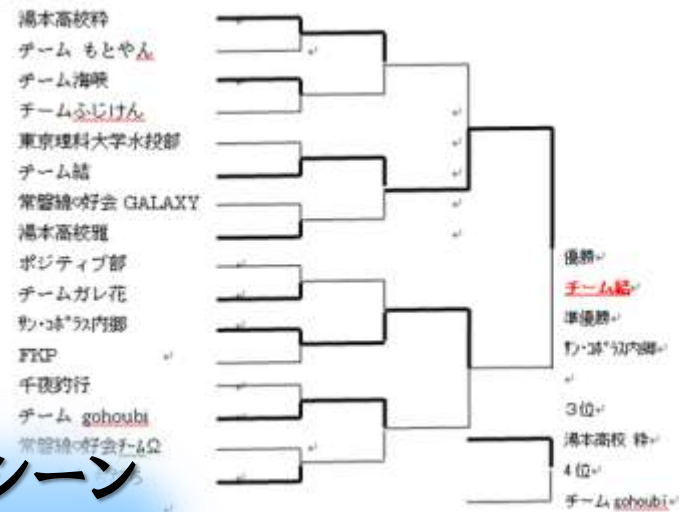 湯本高校粋
チーム もとやん
チーム海峡
チームふじけん
東京理科大学水投部
チーム結
常磐線の好会 GALAXY
湯本高校雅
ポジティブ部
チームガレ花
サン・コポラス内郷
FKP
千夜釣行
チーム gohoubi
常磐線の好会チームΩ
シーン
優勝
チーム結
準優勝
サン・コポラス内郷
3位
湯本高校 粋
4位
チーム gohoubi